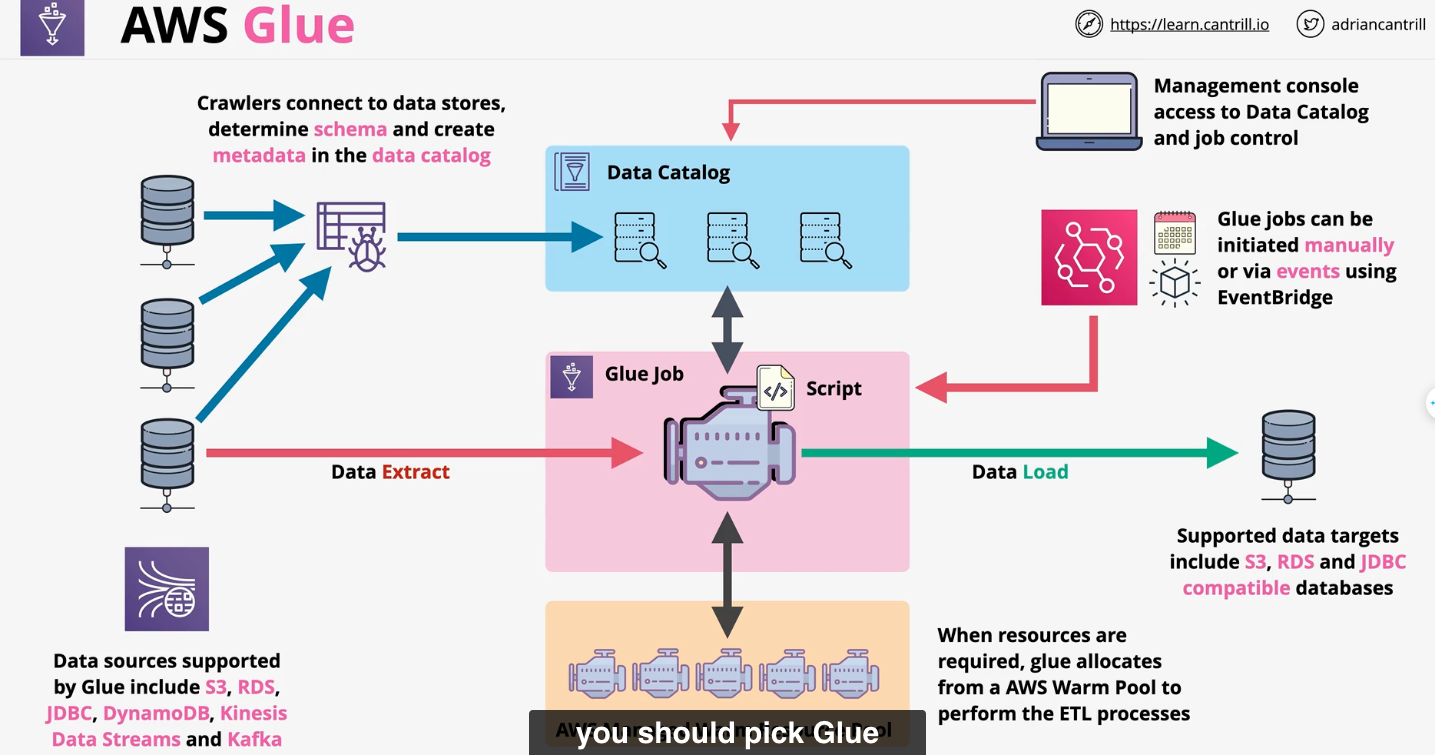 AWS Glue
https://learn.cantrill.io
adriancantrill
Crawlers connect to data stores,
determine schema and create
metadata in the data catalog
Management console
access to Data Catalog
and job control
Data Catalog
Glue jobs can be
initiated manually
or via events using
EventBridge
Glue Job
Script
Data Extract
Data Load
Supported data targets
include S3, RDS and JDBC
compatible databases
Data sources supported
by Glue include S3, RDS,
JDBC, DynamoDB, Kinesis
Data Streams and Kafka
When resources are
required, glue allocates
from a AWS Warm Pool to
perform the ETL processes
you should pick Glue